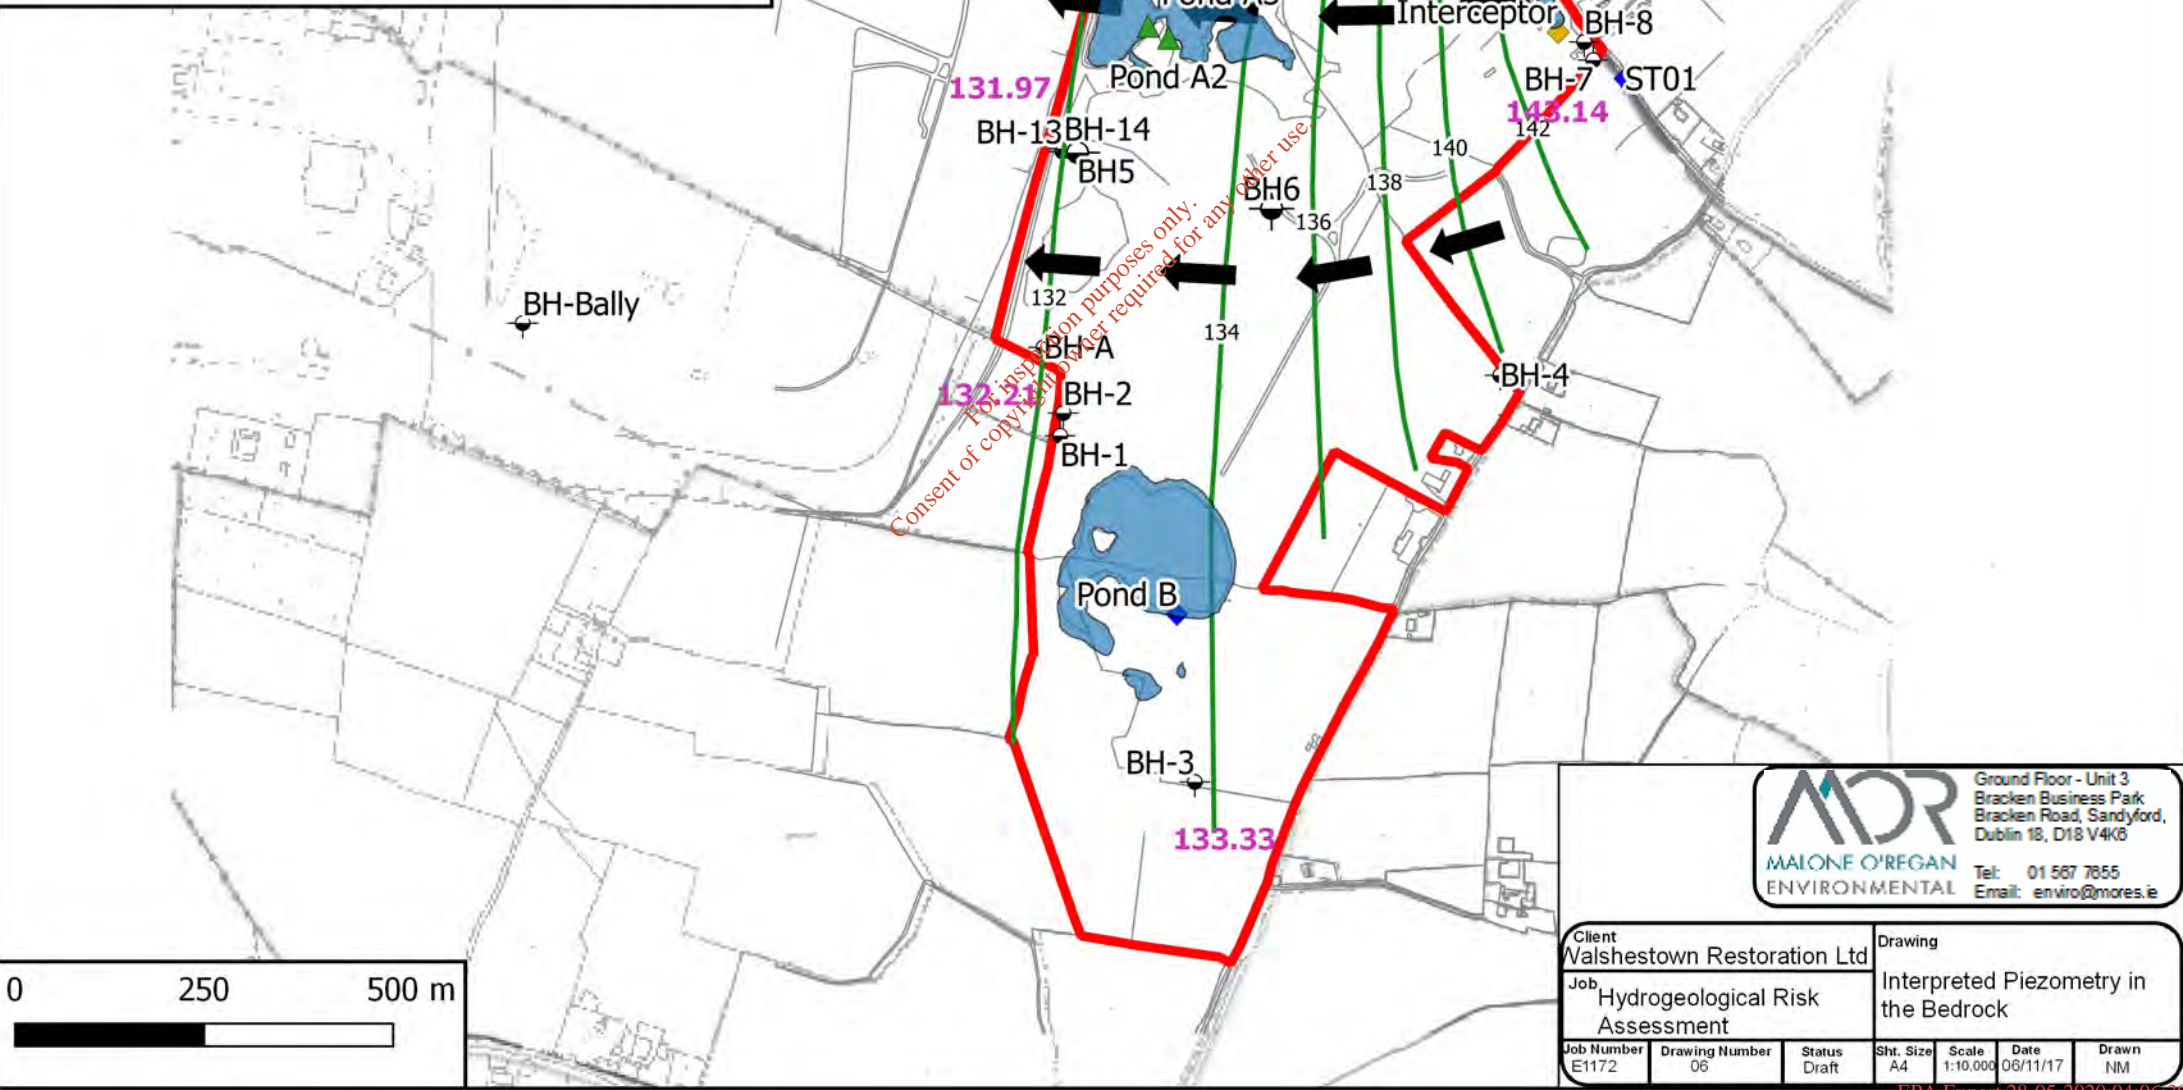 Interceptor
BH-8
Pond A2
131.97
BH-7
ST01
143.14
BH-13
BH-14
142
140
BH5
138
BH6
136
132
BH-Bally
134
BH-A
BH-4
132.21
BH-2
BH-1
For inspection purposes only.
Consent of copyright owner required for any other use.
Pond B
BH-3
133.33
0 250 500 m
MOR
MALONE O'REGAN
ENVIRONMENTAL
Ground Floor - Unit 3
Bracken Business Park
Bracken Road, Sandyford,
Dublin 18, D18 V4K6
Tel: 01 567 7655
Email: enviro@mores.ie
Client
Walshestown Restoration Ltd
Drawing
Interpreted Piezometry in
the Bedrock
Job
Hydrogeological Risk
Assessment
Job Number
E1172
Drawing Number
06
Status
Draft
Sht. Size
A4
Scale
1:10,000
Date
06/11/17
Drawn
NM